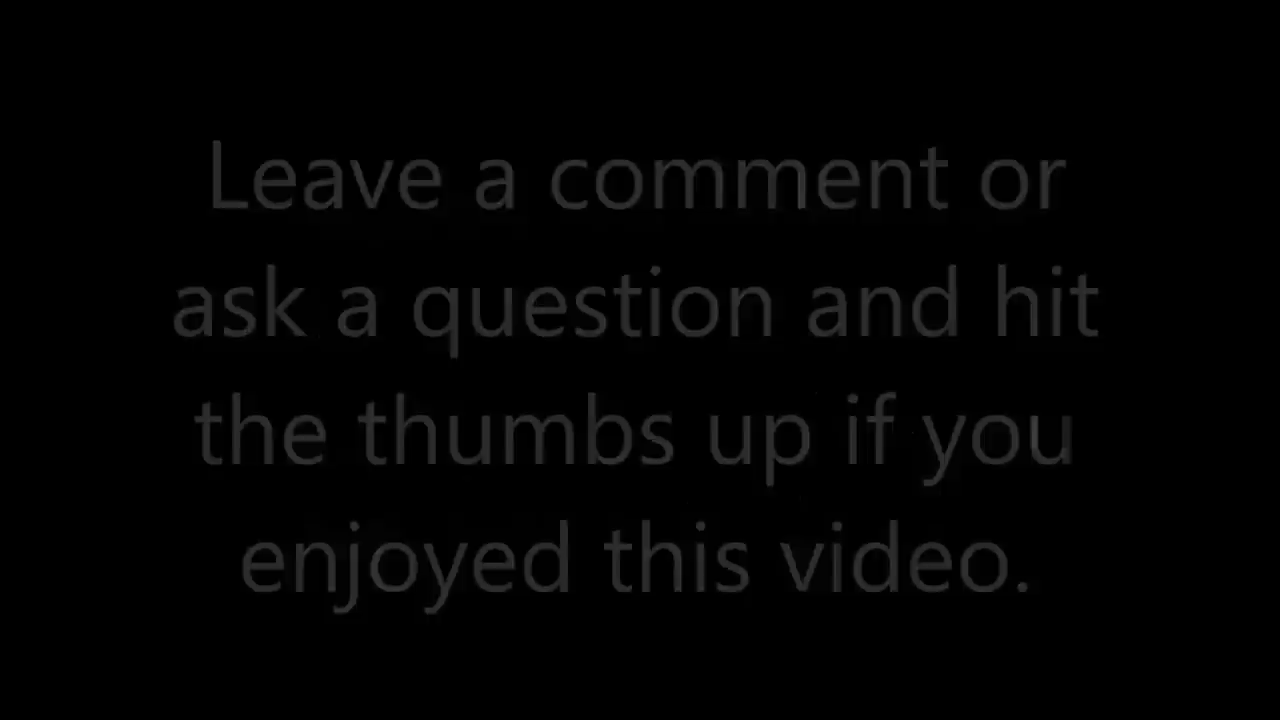 Leave a comment or
ask a question and hit
the thumbs up if you
enjoyed this video.